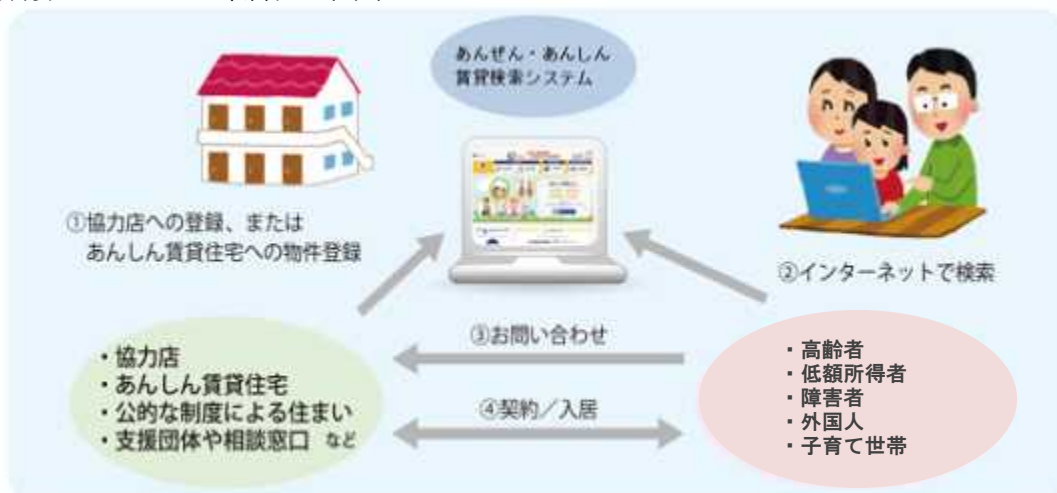 あんぜん・あんしん
賃貸検索システム
①協力店への登録、または
あんしん賃貸住宅への物件登録
②インターネットで検索
③お問い合わせ
・協力店
・あんしん賃貸住宅
・公的な制度による住まい
・支援団体や相談窓口 など
④契約／入居
・高齢者
・低額所得者
・障害者
・外国人
・子育て世帯